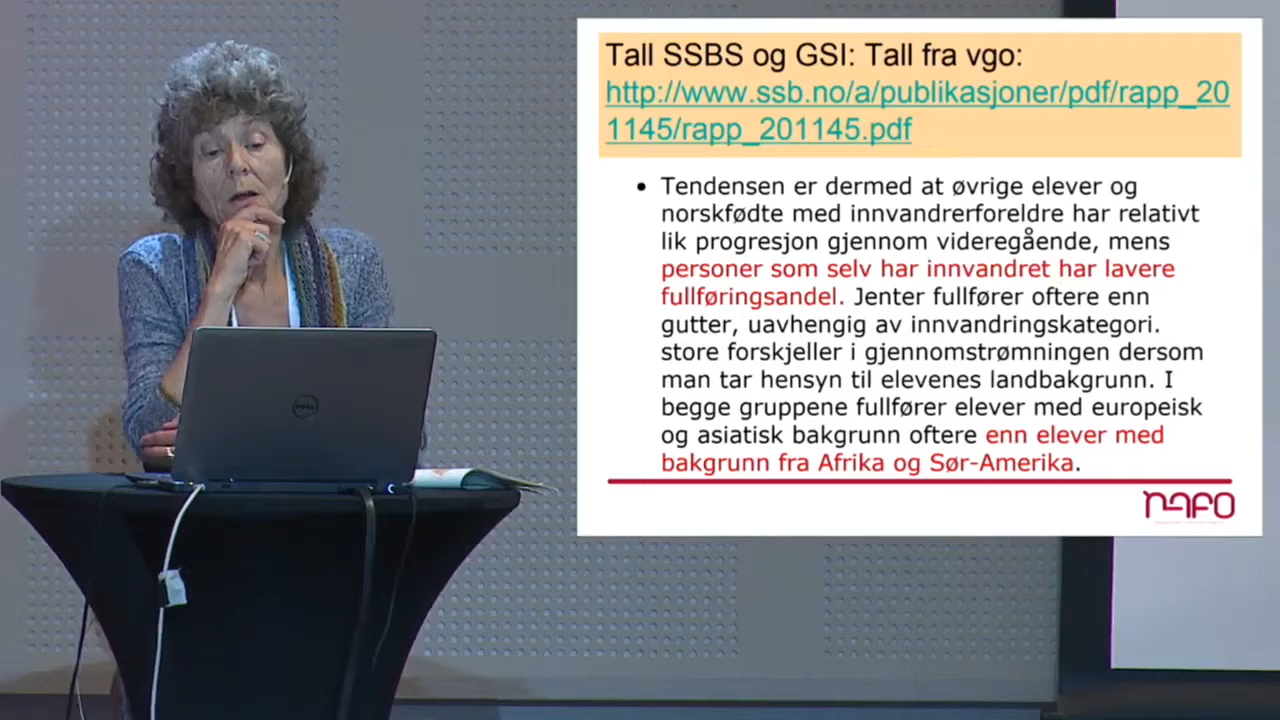 Tall SSBS og GSI: Tall fra vgo:
http://www.ssb.no/a/publikasjoner/pdf/rapp_20
1145/rapp_201145.pdf
• Tendensen er dermed at øvrige elever og
norskfødte med innvandrerforeldre har relativt
lik progresjon gjennom videregående, mens
personer som selv har innvandret har lavere
fullføringsandel. Jenter fullfører oftere enn
gutter, uavhengig av innvandringskategori.
store forskjeller i gjennomstrømningen dersom
man tar hensyn til elevenes landbakgrunn. I
begge gruppene fullfører elever med europeisk
og asiatisk bakgrunn oftere enn elever med
bakgrunn fra Afrika og Sør-Amerika.
NAFO
DELL